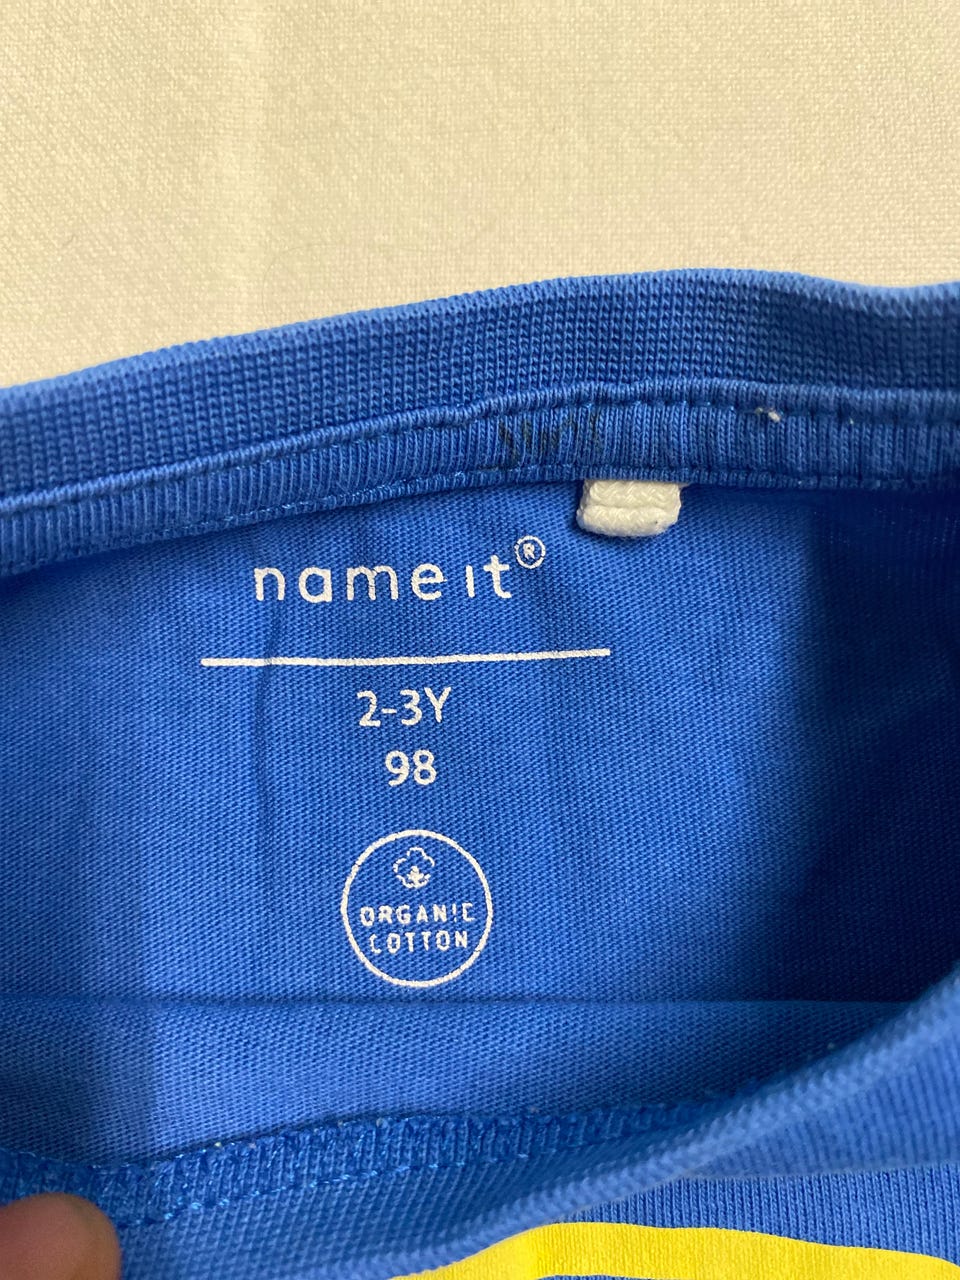 name it®
2-3Y
98
ORGANIC
COTTON